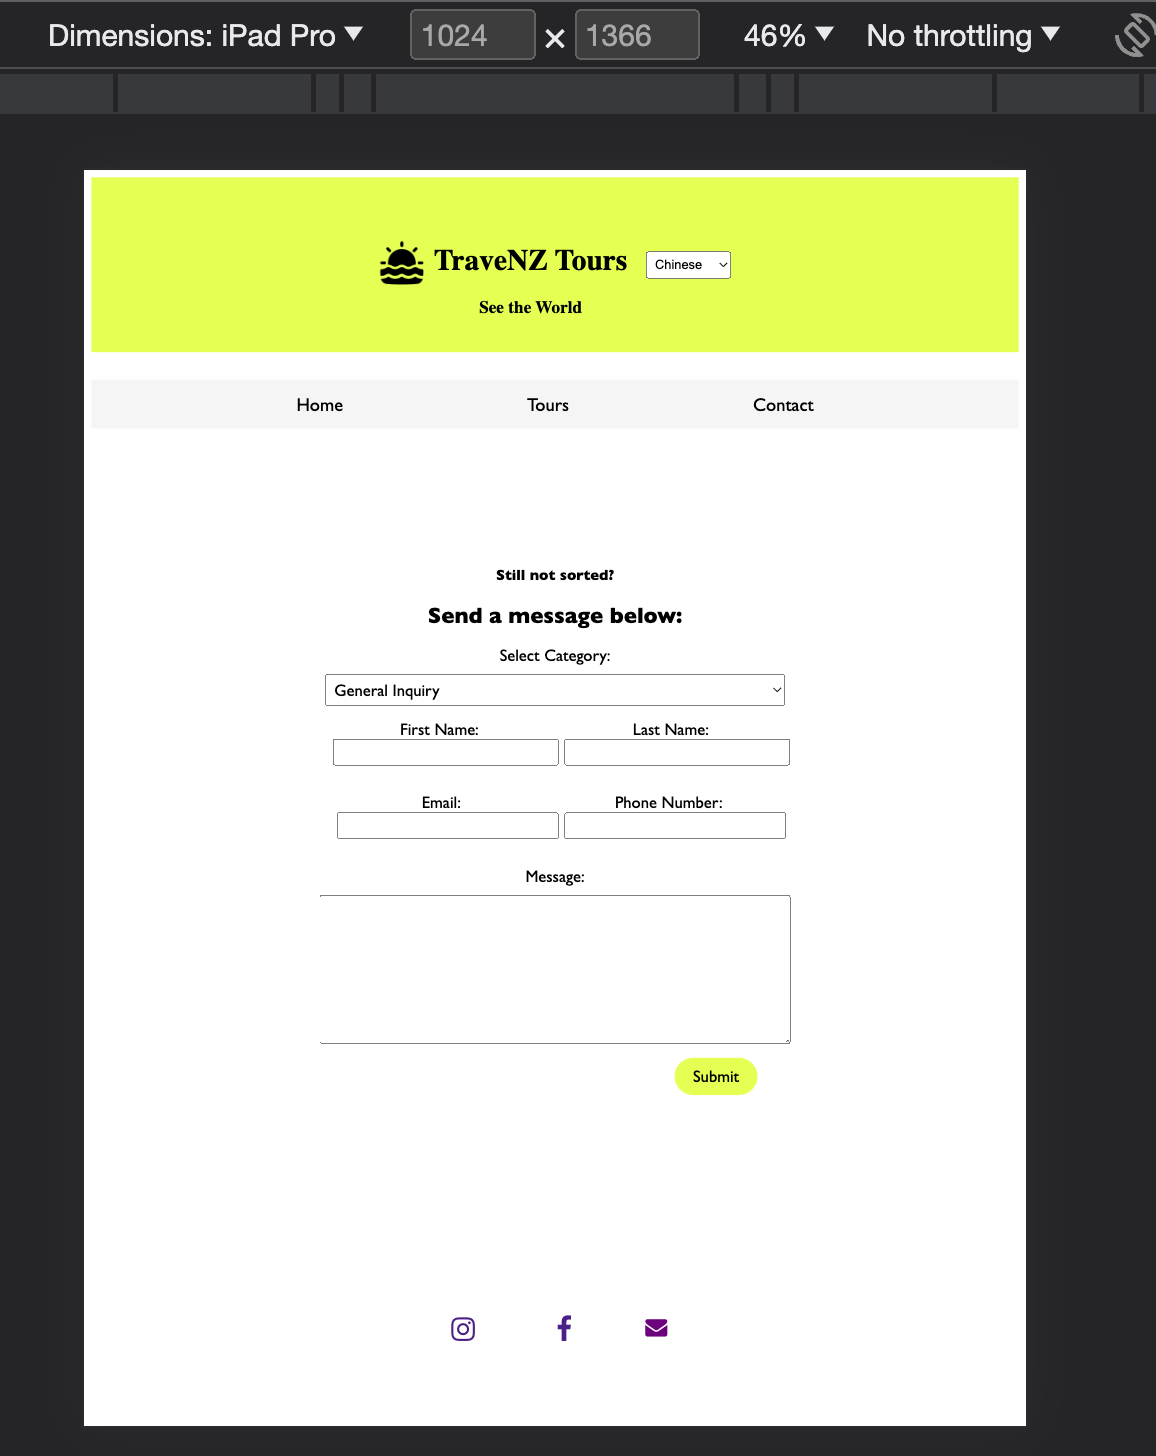 Dimensions: iPad Pro ▼ 1024 × 1366 46% ▼ No throttling ▼
TraveNZ Tours Chinese
See the World
Home Tours Contact
Still not sorted?
Send a message below:
Select Category:
General Inquiry
First Name: Last Name:
Email: Phone Number:
Message:
Submit